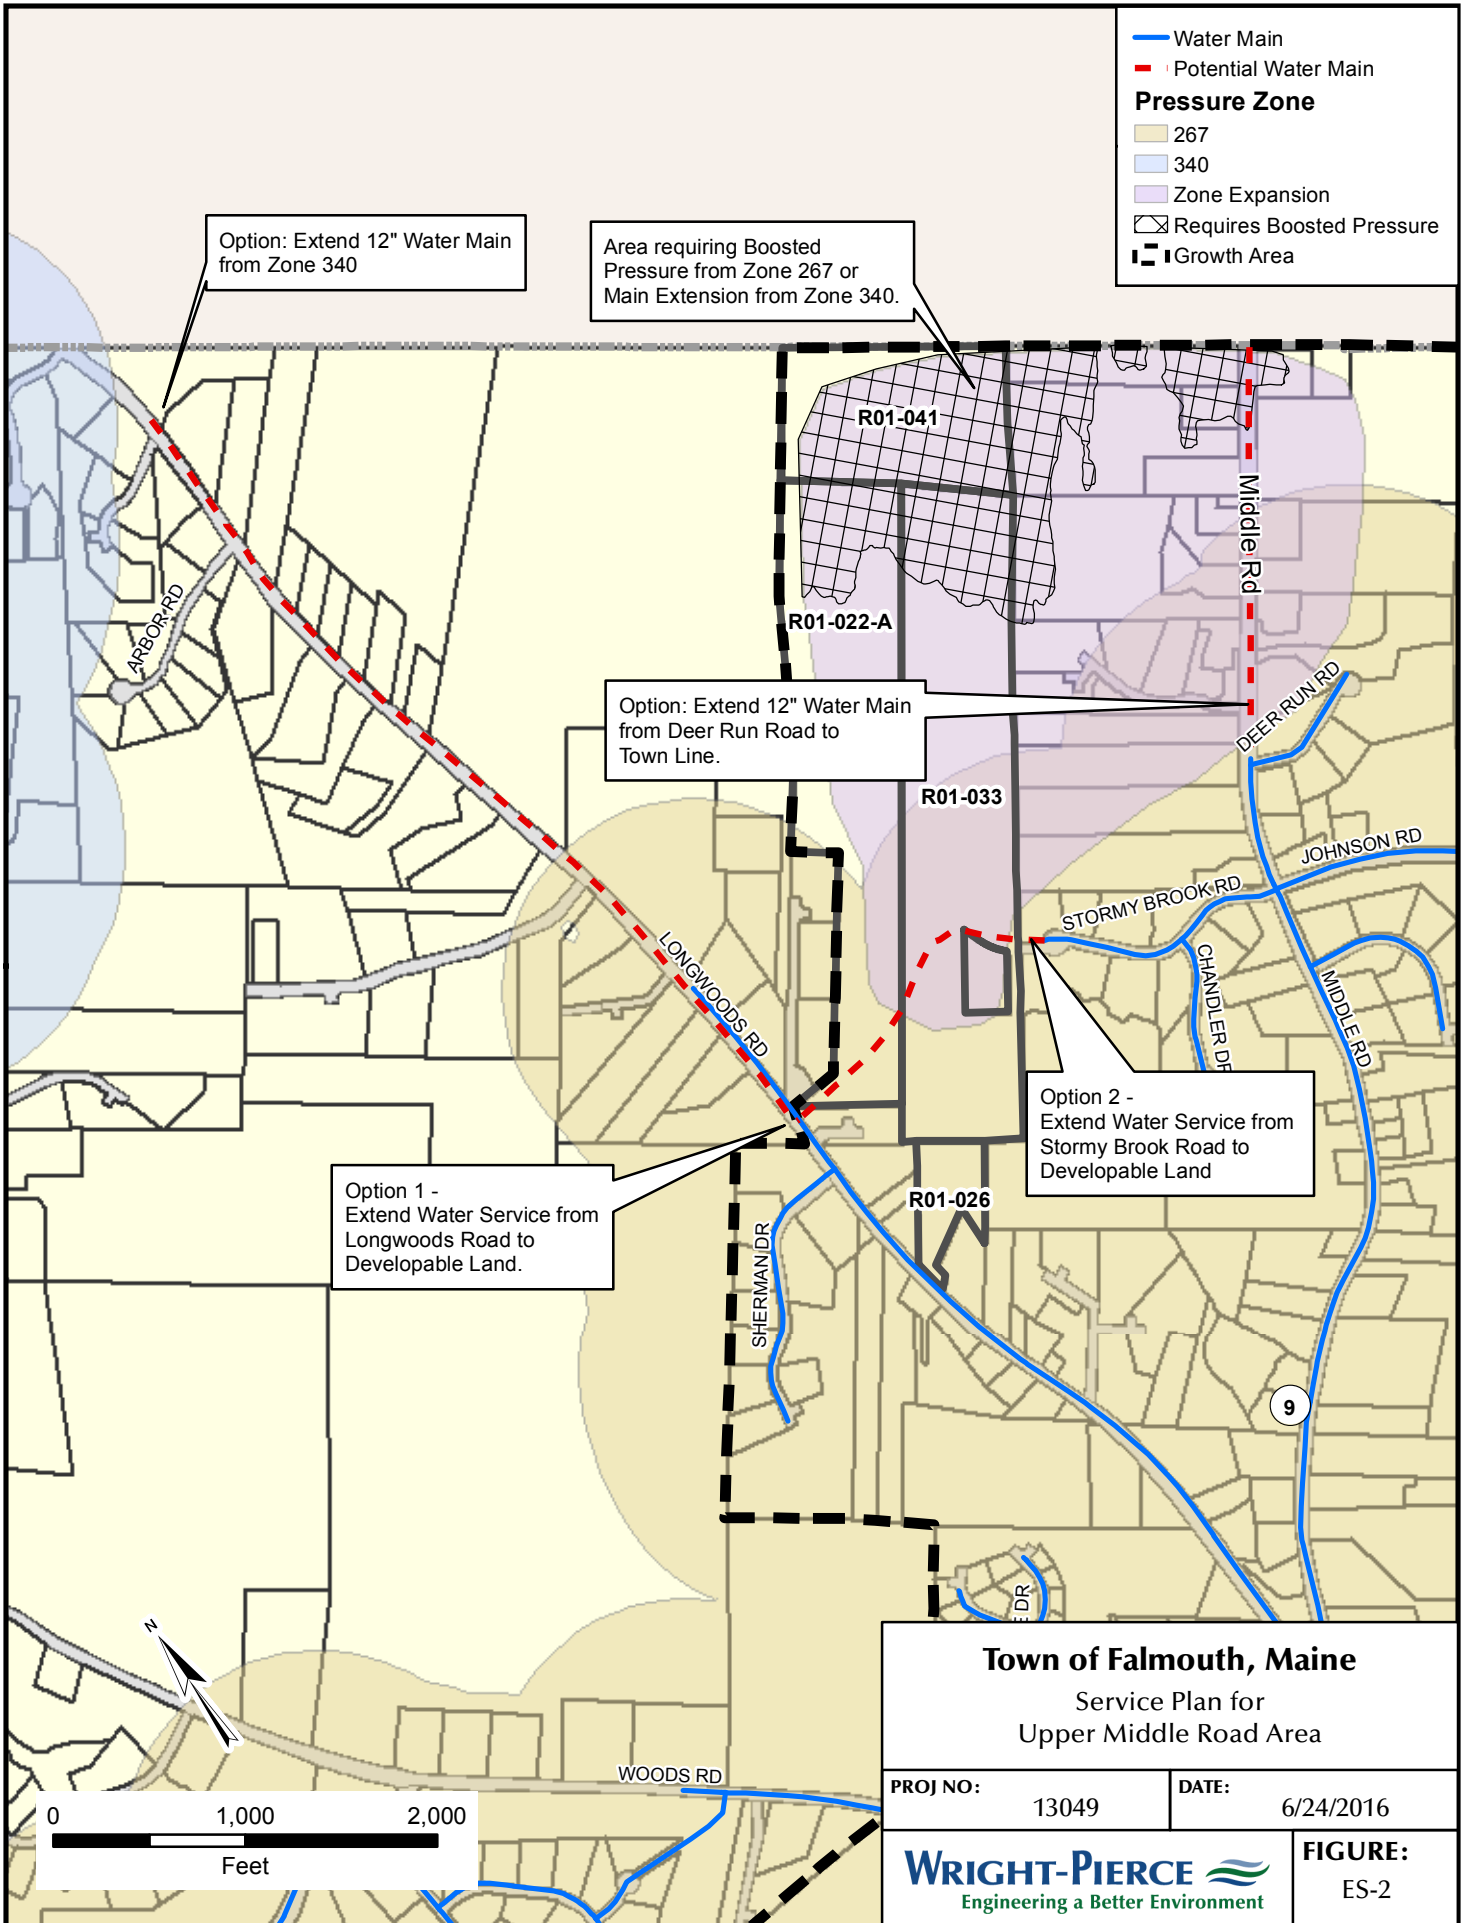 Water Main
Potential Water Main
Pressure Zone
267
340
Zone Expansion
Requires Boosted Pressure
Growth Area
Option: Extend 12" Water Main
from Zone 340
Area requiring Boosted
Pressure from Zone 267 or
Main Extension from Zone 340.
R01-041
Middle Rd
ARBOR RD
R01-022-A
Option: Extend 12" Water Main
from Deer Run Road to
Town Line.
DEER RUN RD
R01-033
JOHNSON RD
STORMY BROOK RD
LONGWOODS RD
CHANDLER DR
MIDDLE RD
Option 2 -
Extend Water Service from
Stormy Brook Road to
Developable Land
Option 1 -
Extend Water Service from
Longwoods Road to
Developable Land.
R01-026
SHERMAN DR
9
E DR
N
WOODS RD
0 1,000 2,000
Feet
Town of Falmouth, Maine
Service Plan for
Upper Middle Road Area
PROJ NO:
13049
DATE:
6/24/2016
WRIGHT-PIERCE
Engineering a Better Environment
FIGURE:
ES-2